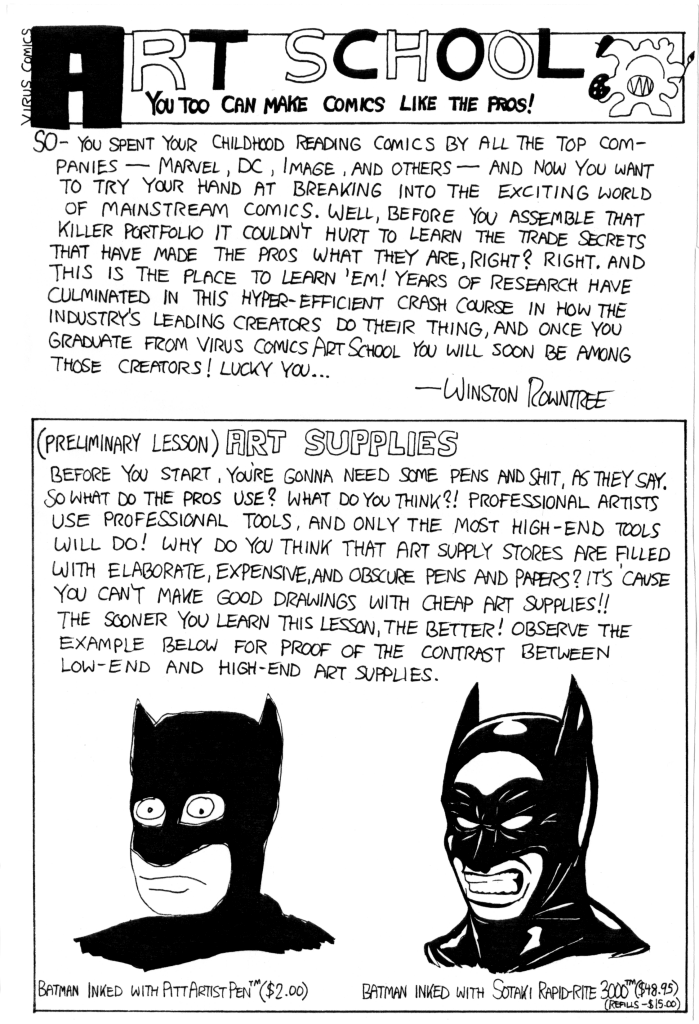 VIRUS COMICS
ART SCHOOL!
YOU TOO CAN MAKE COMICS LIKE THE PROS!
SO- YOU SPENT YOUR CHILDHOOD READING COMICS BY ALL THE TOP COM-
PANIES — MARVEL, DC, IMAGE, AND OTHERS — AND NOW YOU WANT
TO TRY YOUR HAND AT BREAKING INTO THE EXCITING WORLD
OF MAINSTREAM COMICS. WELL, BEFORE YOU ASSEMBLE THAT
KILLER PORTFOLIO IT COULDN'T HURT TO LEARN THE TRADE SECRETS
THAT HAVE MADE THE PROS WHAT THEY ARE, RIGHT? RIGHT. AND
THIS IS THE PLACE TO LEARN 'EM! YEARS OF RESEARCH HAVE
CULMINATED IN THIS HYPER-EFFICIENT CRASH COURSE IN HOW THE
INDUSTRY'S LEADING CREATORS DO THEIR THING, AND ONCE YOU
GRADUATE FROM VIRUS COMICS ART SCHOOL YOU WILL SOON BE AMONG
THOSE CREATORS! LUCKY YOU...
—WINSTON ROWNTREE
(PRELIMINARY LESSON) ART SUPPLIES
BEFORE YOU START, YOU'RE GONNA NEED SOME PENS AND SHIT, AS THEY SAY.
SO WHAT DO THE PROS USE? WHAT DO YOU THINK?! PROFESSIONAL ARTISTS
USE PROFESSIONAL TOOLS, AND ONLY THE MOST HIGH-END TOOLS
WILL DO! WHY DO YOU THINK THAT ART SUPPLY STORES ARE FILLED
WITH ELABORATE, EXPENSIVE, AND OBSCURE PENS AND PAPERS? IT'S 'CAUSE
YOU CAN'T MAKE GOOD DRAWINGS WITH CHEAP ART SUPPLIES!!
THE SOONER YOU LEARN THIS LESSON, THE BETTER! OBSERVE THE
EXAMPLE BELOW FOR PROOF OF THE CONTRAST BETWEEN
LOW-END AND HIGH-END ART SUPPLIES.
BATMAN INKED WITH PITT ARTIST PEN™ ($2.00)
BATMAN INKED WITH SOTAKI RAPID-RITE 3000™ ($48.95)
(REFILLS - $15.00)